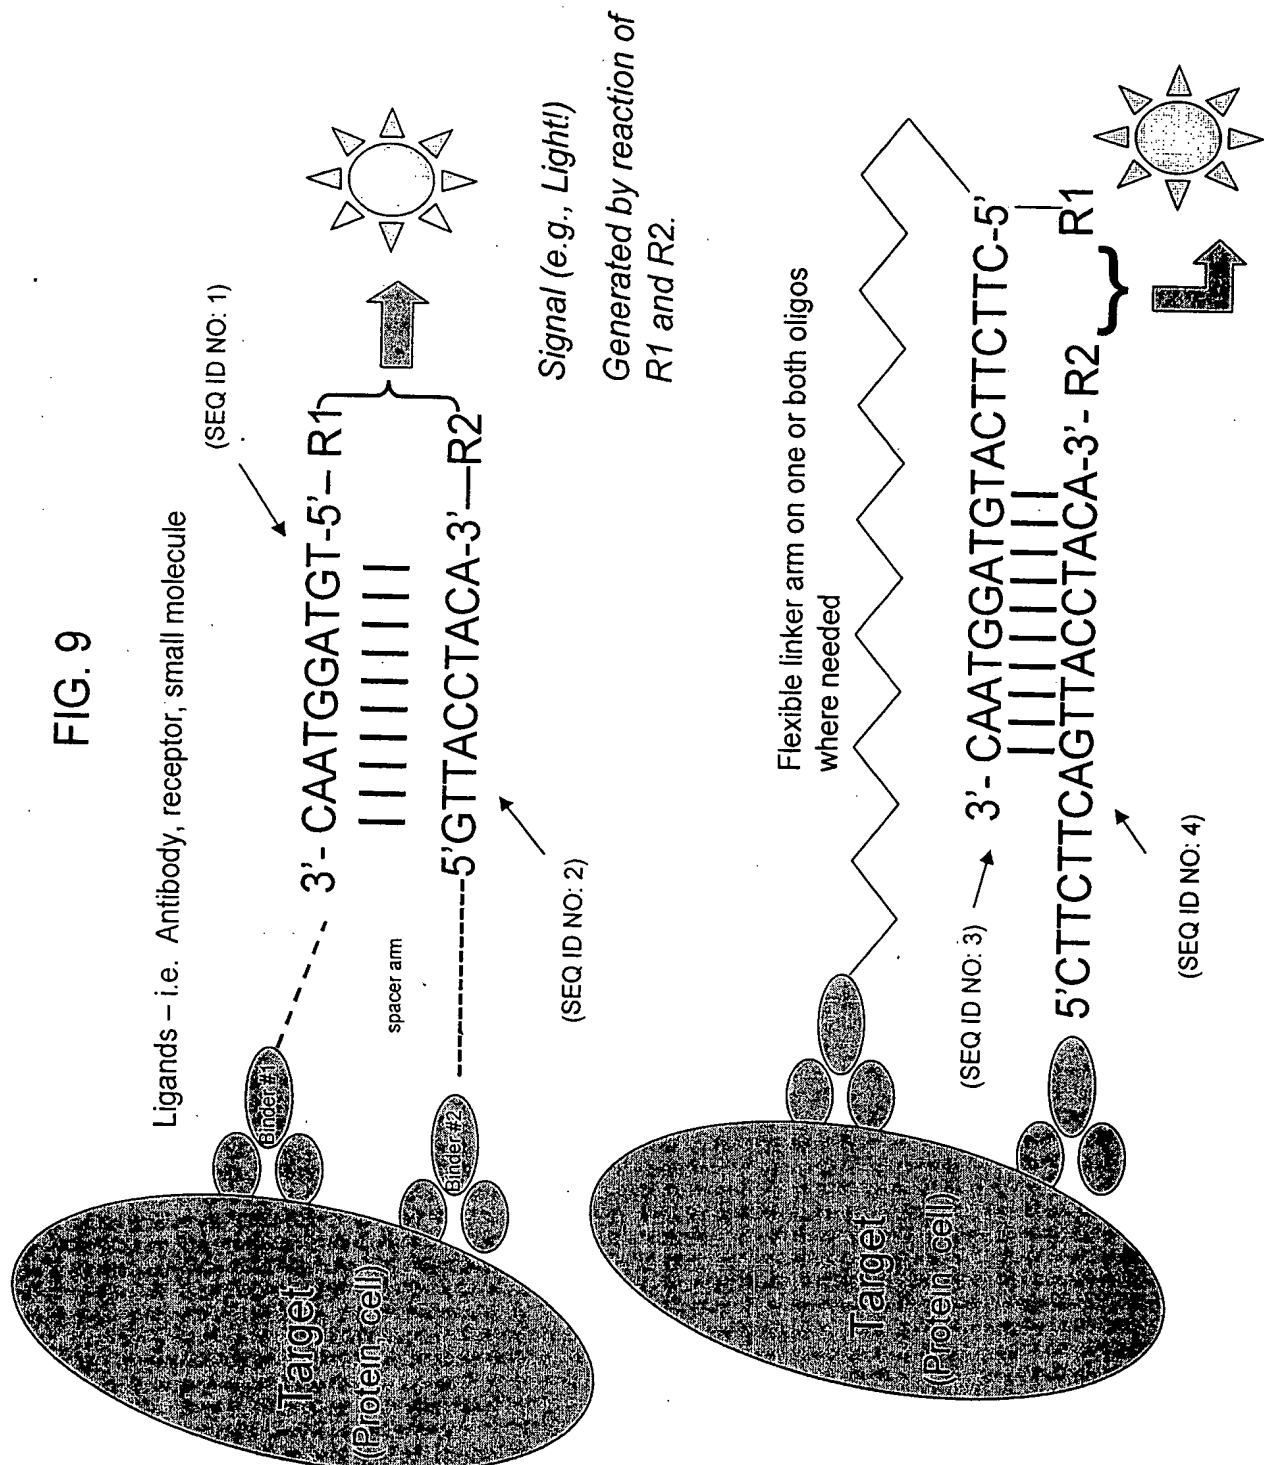 FIG. 9
Ligands – i.e. Antibody, receptor, small molecule
(SEQ ID NO: 1)
Target
(Protein, cell)
Binder #1
Binder #2
3'- CAATGGATGT-5'– R1
spacer arm
5'GTTACCTACA-3'—R2
(SEQ ID NO: 2)
Signal (e.g., Light!)
Generated by reaction of
R1 and R2.
Flexible linker arm on one or both oligos
where needed
Target
(Protein, cell)
(SEQ ID NO: 3)
3'- CAATGGATGTACTTCTTC-5'
R1
5'CTTCTTCAGTTACCTACA-3'- R2
(SEQ ID NO: 4)